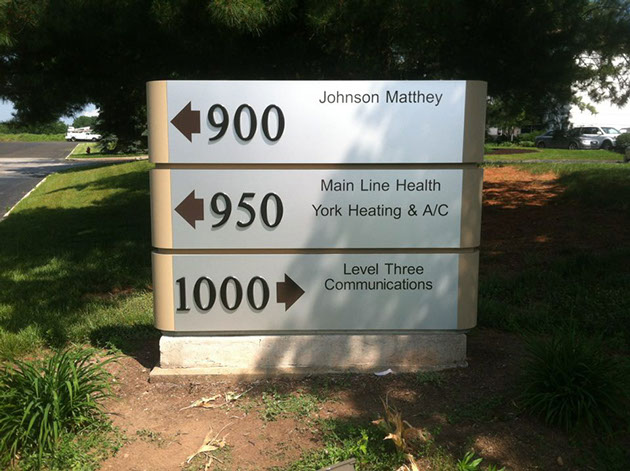 900 Johnson Matthey
950 Main Line Health
York Heating & A/C
1000 Level Three
Communications